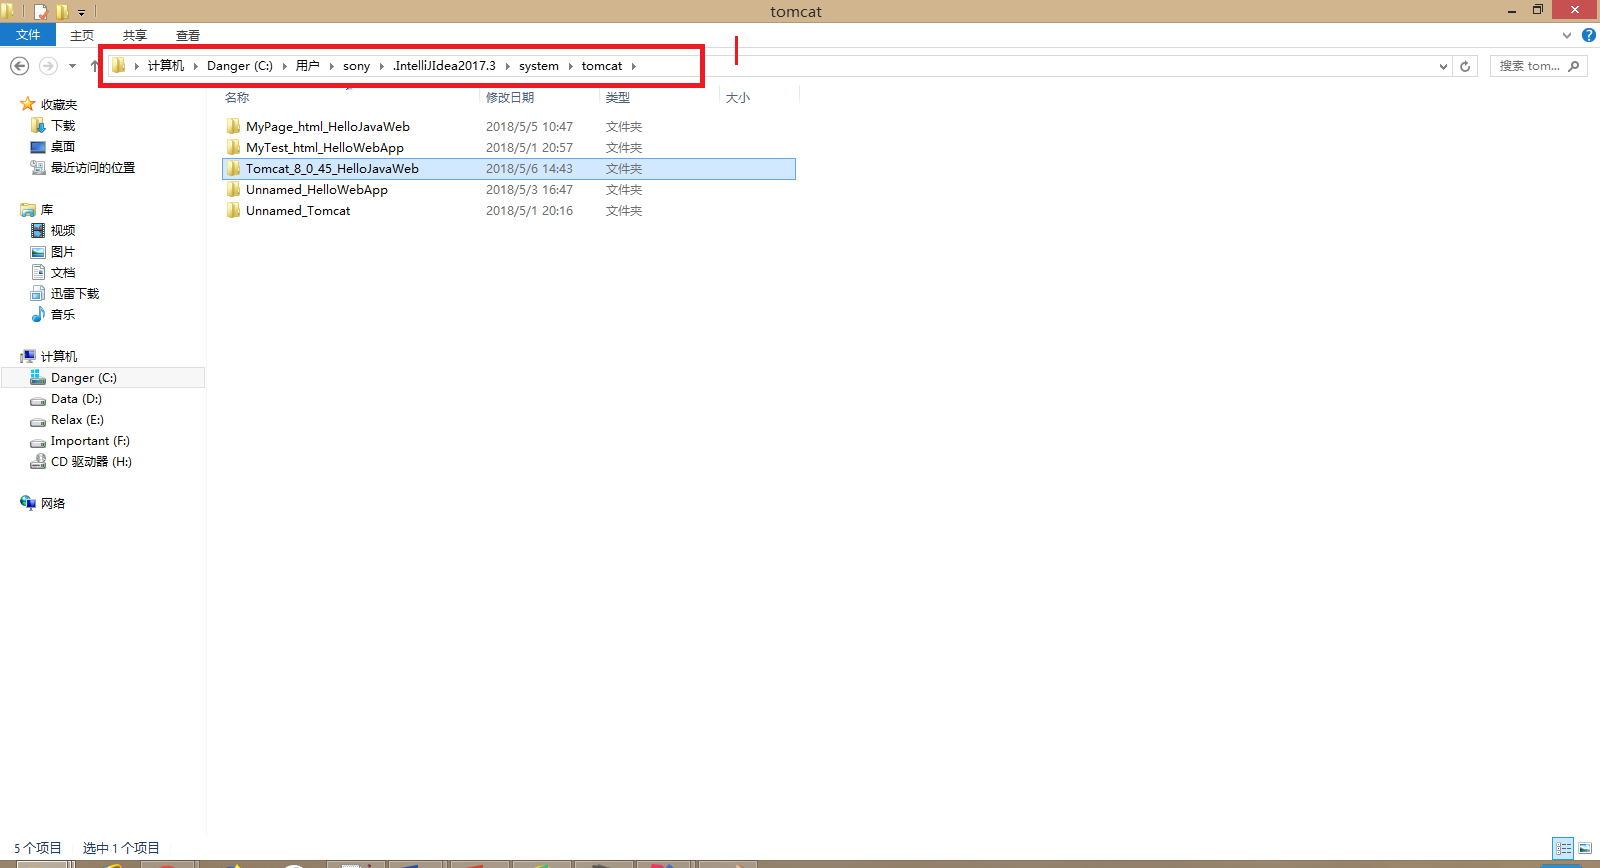 tomcat
文件 主页 共享 查看
计算机 Danger (C:) 用户 sony .IntelliJIdea2017.3 system tomcat
搜索 tom...
名称 修改日期 类型 大小
MyPage_html_HelloJavaWeb 2018/5/5 10:47 文件夹
MyTest_html_HelloWebApp 2018/5/1 20:57 文件夹
Tomcat_8_0_45_HelloJavaWeb 2018/5/6 14:43 文件夹
Unnamed_HelloWebApp 2018/5/3 16:47 文件夹
Unnamed_Tomcat 2018/5/1 20:16 文件夹
收藏夹
下载
桌面
最近访问的位置
库
视频
图片
文档
迅雷下载
音乐
计算机
Danger (C:)
Data (D:)
Relax (E:)
Important (F:)
CD 驱动器 (H:)
网络
5 个项目 选中 1 个项目